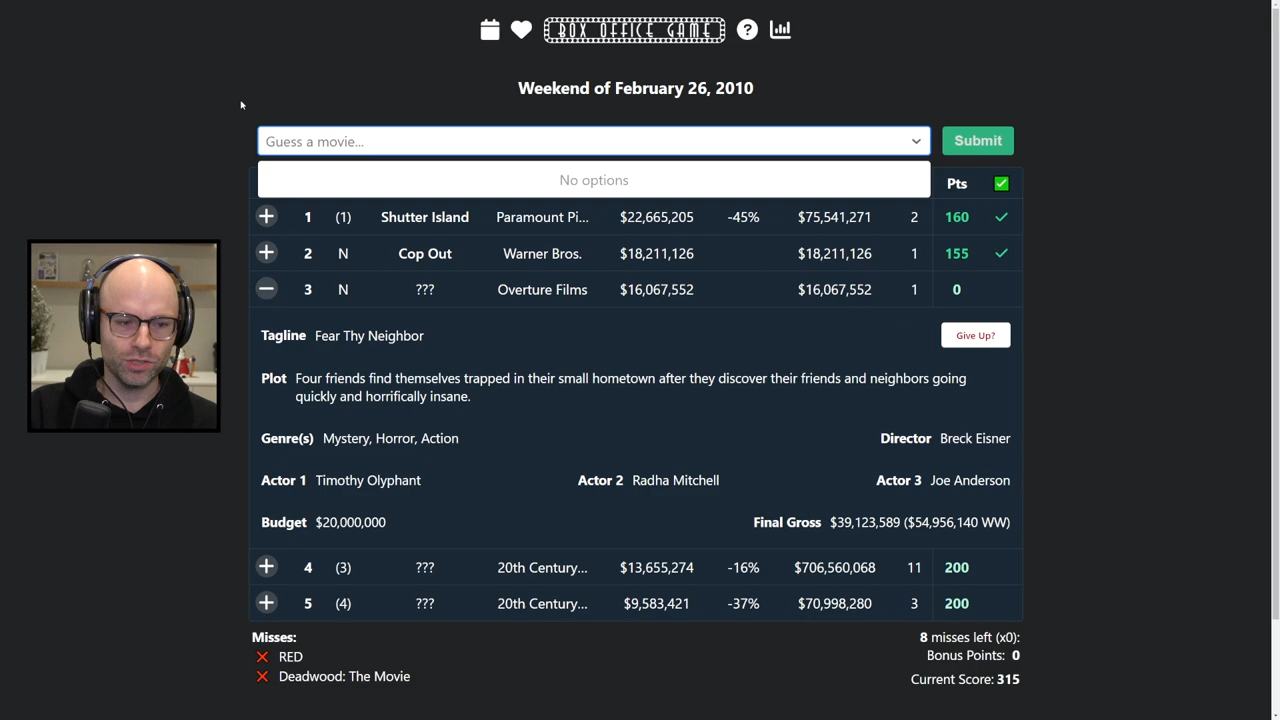 BOX OFFICE GAME ?
Weekend of February 26, 2010
Guess a movie... Submit
No options Pts
1 (1) Shutter Island Paramount Pi... $22,665,205 -45% $75,541,271 2 160
2 N Cop Out Warner Bros. $18,211,126 $18,211,126 1 155
3 N ??? Overture Films $16,067,552 $16,067,552 1 0
Tagline Fear Thy Neighbor Give Up?
Plot Four friends find themselves trapped in their small hometown after they discover their friends and neighbors going
quickly and horrifically insane.
Genre(s) Mystery, Horror, Action Director Breck Eisner
Actor 1 Timothy Olyphant Actor 2 Radha Mitchell Actor 3 Joe Anderson
Budget $20,000,000 Final Gross $39,123,589 ($54,956,140 WW)
4 (3) ??? 20th Century... $13,655,274 -16% $706,560,068 11 200
5 (4) ??? 20th Century... $9,583,421 -37% $70,998,280 3 200
Misses: 8 misses left (x0):
RED Bonus Points: 0
Deadwood: The Movie Current Score: 315